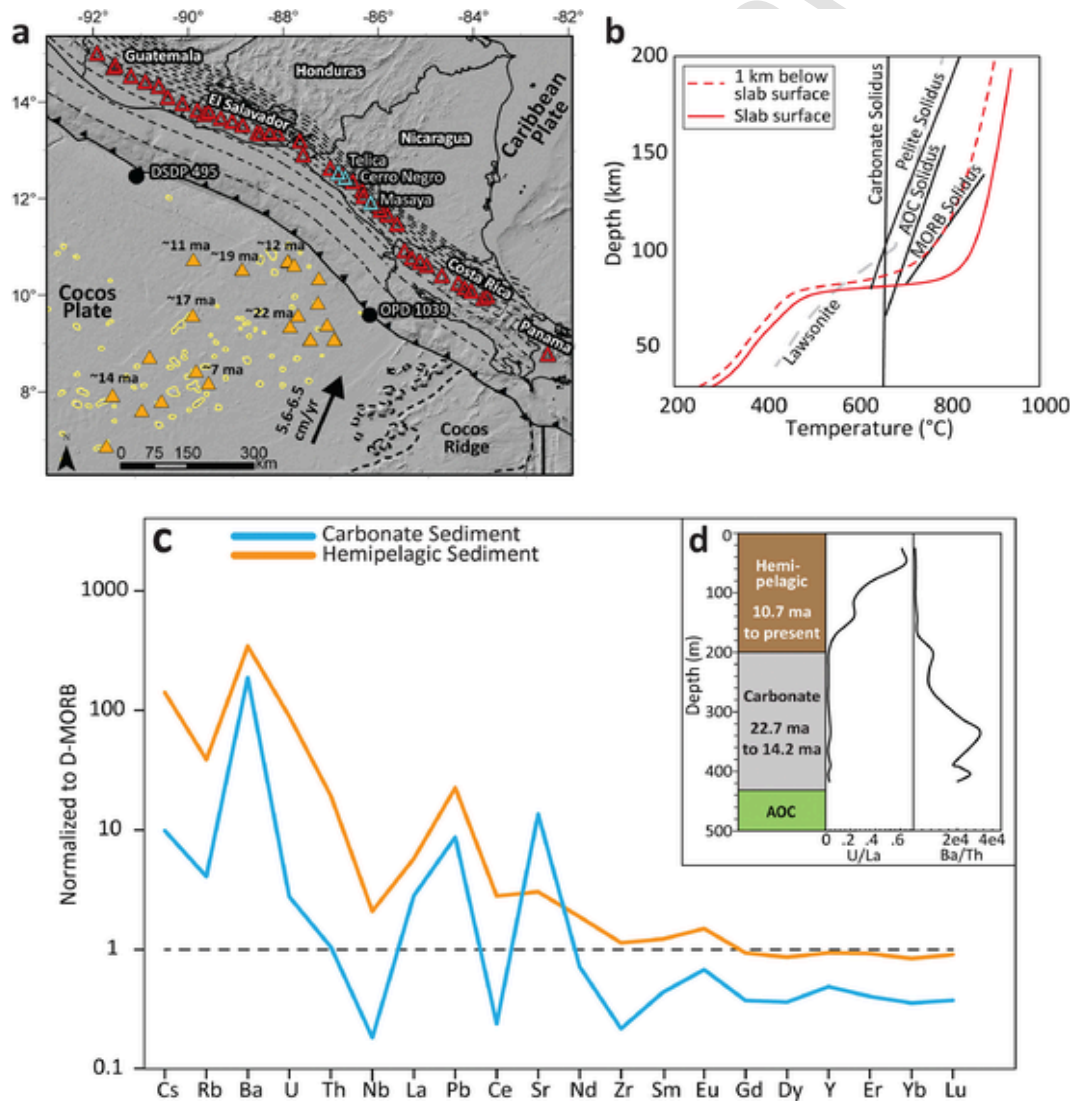 -92° -90° -88° -86° -84° -82°
a
14°
12°
10°
8°
Guatemala
Honduras
El Salavador
Nicaragua
Caribbean
Plate
Telica
Cerro Negro
Masaya
DSDP 495
~11 ma
~19 ma
~12 ma
Cocos
Plate
~17 ma
~22 ma
OPD 1039
Costa Rica
Panama
~14 ma
~7 ma
5.6-6.5
cm/yr
Cocos
Ridge
N
0 75 150 300
km
b
200
150
100
50
Depth (km)
1 km below
slab surface
Slab surface
Carbonate Solidus
Pelite Solidus
AOC Solidus
MORB Solidus
Lawsonite
200 400 600 800 1000
Temperature (°C)
c
Carbonate Sediment
Hemipelagic Sediment
Normalized to D-MORB
1000
100
10
1
0.1
Cs Rb Ba U Th Nb La Pb Ce Sr Nd Zr Sm Eu Gd Dy Y Er Yb Lu
d
0
100
200
300
400
500
Depth (m)
Hemi-
pelagic
10.7 ma
to present
Carbonate
22.7 ma
to 14.2 ma
AOC
0 .2 .4 .6
U/La
2e4 4e4
Ba/Th